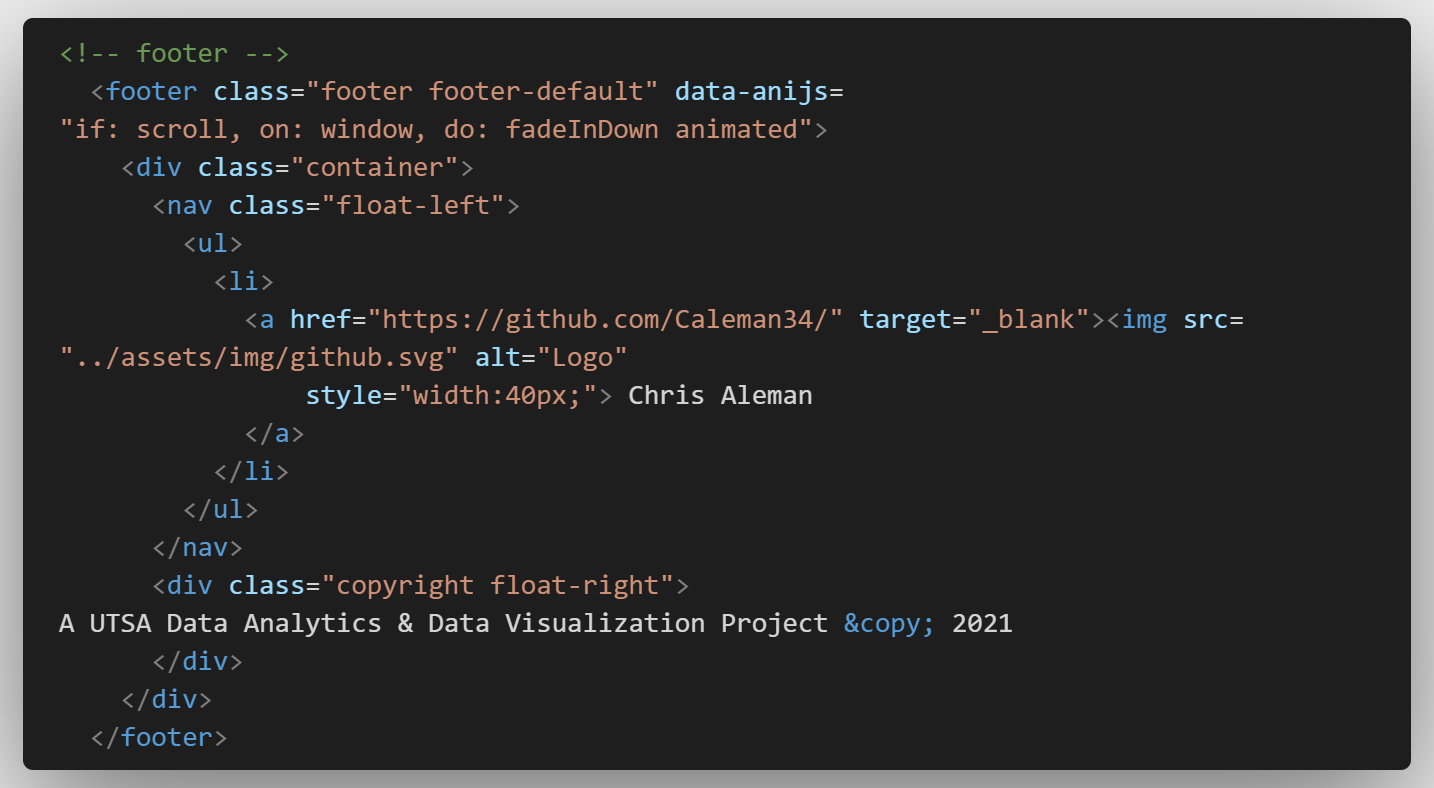 <!-- footer -->
<footer class="footer footer-default" data-anijs=
"if: scroll, on: window, do: fadeInDown animated">
<div class="container">
<nav class="float-left">
<ul>
<li>
<a href="https://github.com/Caleman34/" target="_blank"><img src=
"../assets/img/github.svg" alt="Logo"
style="width:40px;"> Chris Aleman
</a>
</li>
</ul>
</nav>
<div class="copyright float-right">
A UTSA Data Analytics & Data Visualization Project &copy; 2021
</div>
</div>
</footer>